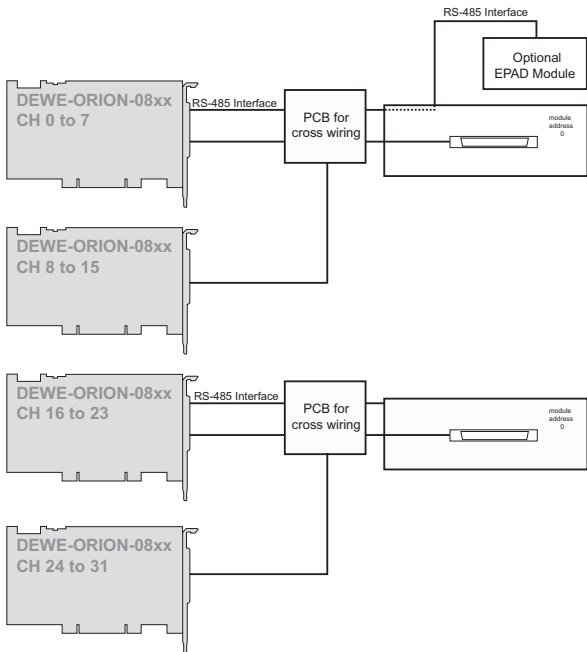 RS-485 Interface
Optional
EPAD Module
DEWE-ORION-08xx
CH 0 to 7
RS-485 Interface
PCB for
cross wiring
module
address
0
DEWE-ORION-08xx
CH 8 to 15
DEWE-ORION-08xx
CH 16 to 23
RS-485 Interface
PCB for
cross wiring
module
address
0
DEWE-ORION-08xx
CH 24 to 31